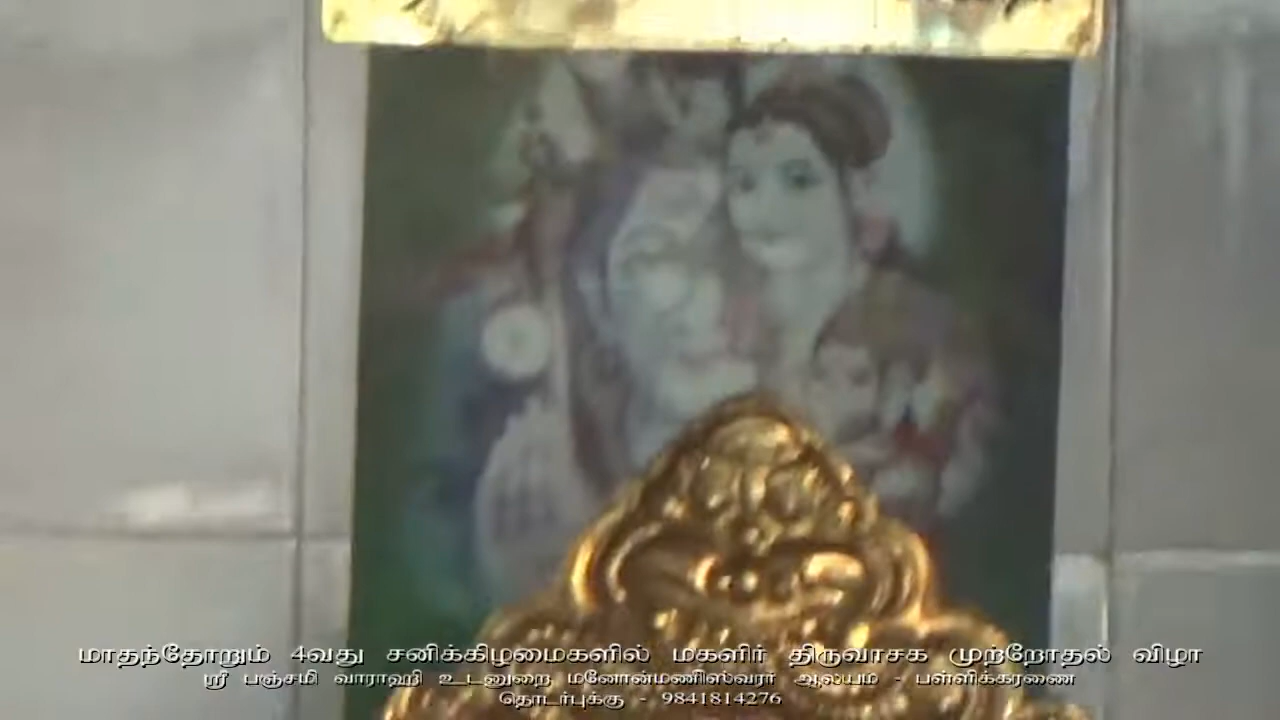 மாதந்தோறும் 4வது சனிக்கிழமைகளில் மகளிர் திருவாசக முற்றோதல் விழா
ஸ்ரீ பஞ்சமி வாராஹி உடனுறை மனோன்மணிஸ்வரர் ஆலயம் - பள்ளிக்கரணை
தொடர்புக்கு - 9841814276